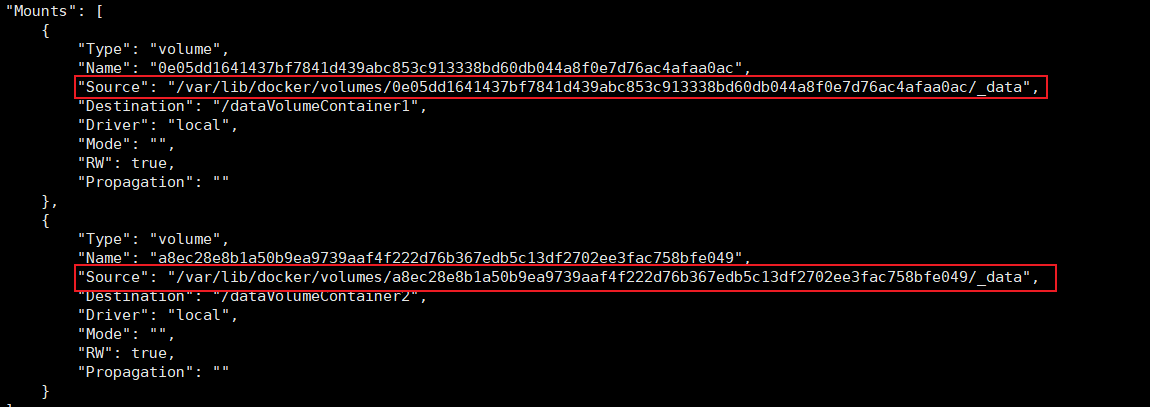 "Mounts": [
{
"Type": "volume",
"Name": "0e05dd1641437bf7841d439abc853c913338bd60db044a8f0e7d76ac4afaa0ac",
"Source": "/var/lib/docker/volumes/0e05dd1641437bf7841d439abc853c913338bd60db044a8f0e7d76ac4afaa0ac/_data",
"Destination": "/dataVolumeContainer1",
"Driver": "local",
"Mode": "",
"RW": true,
"Propagation": ""
},
{
"Type": "volume",
"Name": "a8ec28e8b1a50b9ea9739aaf4f222d76b367edb5c13df2702ee3fac758bfe049",
"Source": "/var/lib/docker/volumes/a8ec28e8b1a50b9ea9739aaf4f222d76b367edb5c13df2702ee3fac758bfe049/_data",
"Destination": "/dataVolumeContainer2",
"Driver": "local",
"Mode": "",
"RW": true,
"Propagation": ""
}